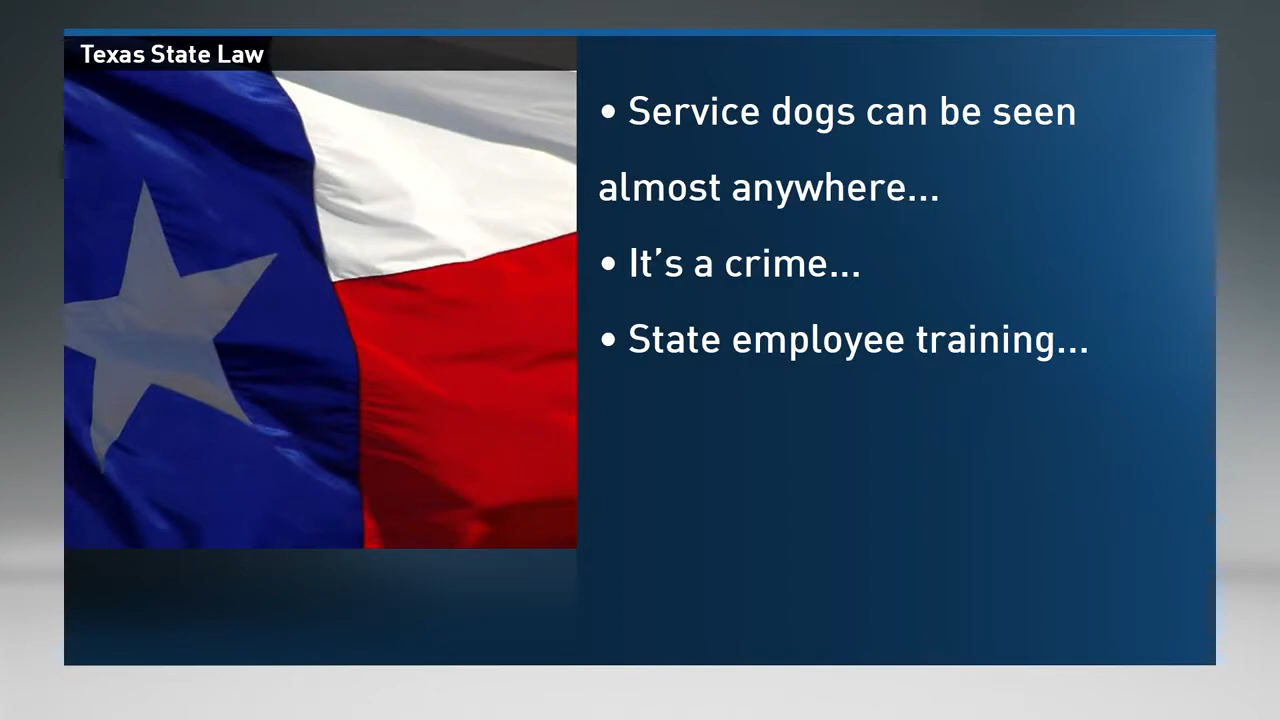 Texas State Law
• Service dogs can be seen
almost anywhere...
• It's a crime...
• State employee training...